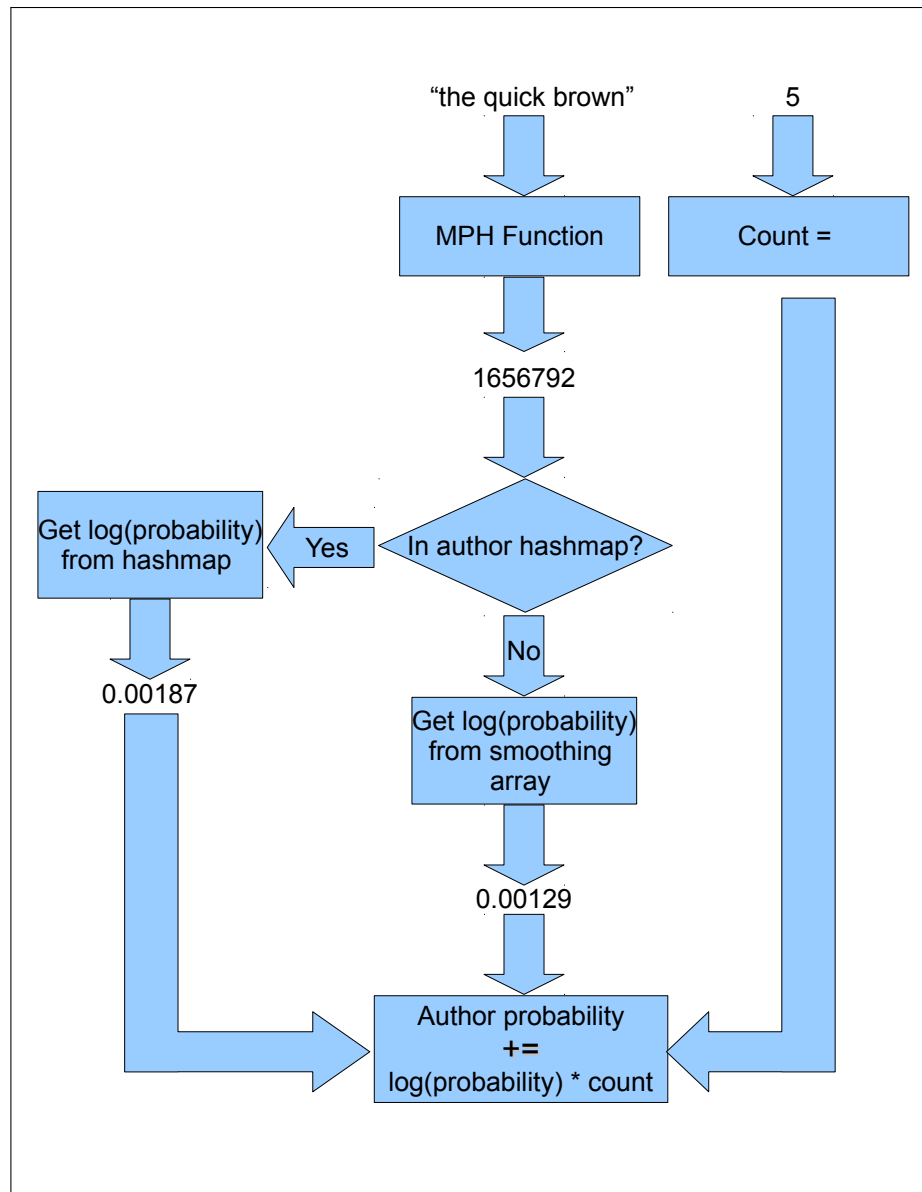 “the quick brown”
5
MPH Function
Count =
1656792
In author hashmap?
Yes
Get log(probability)
from hashmap
No
0.00187
Get log(probability)
from smoothing
array
0.00129
Author probability
+=
log(probability) * count